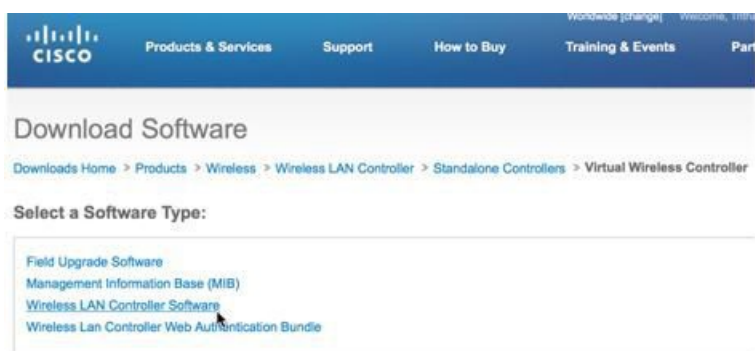 Worldwide [change] Welcome,
CISCO
Products & Services Support How to Buy Training & Events
Download Software
Downloads Home > Products > Wireless > Wireless LAN Controller > Standalone Controllers > Virtual Wireless Controller
Select a Software Type:
Field Upgrade Software
Management Information Base (MIB)
Wireless LAN Controller Software
Wireless Lan Controller Web Authentication Bundle